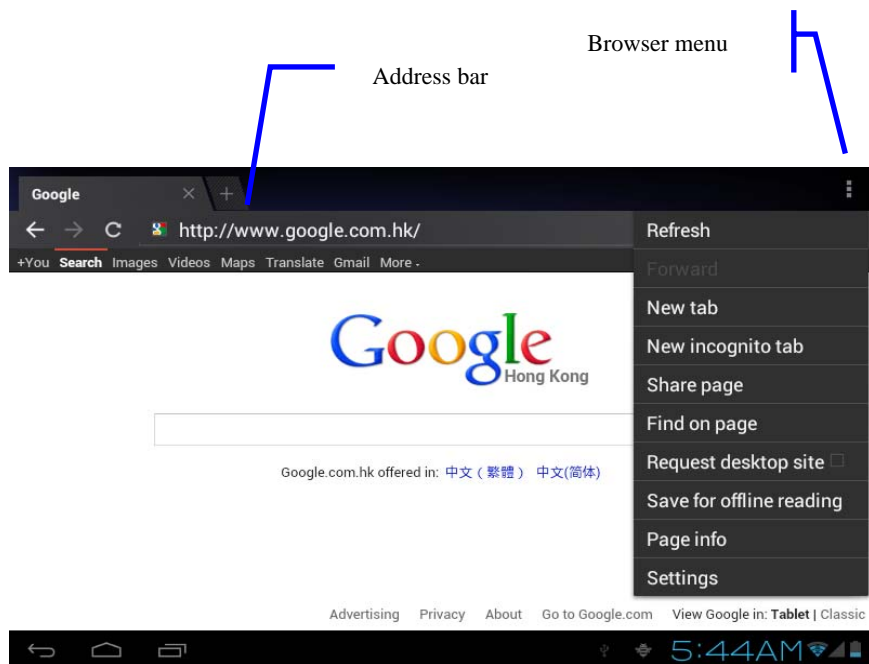 Browser menu
Address bar
Google
http://www.google.com.hk/
+You Search Images Videos Maps Translate Gmail More
Refresh
Forward
New tab
New incognito tab
Share page
Find on page
Request desktop site
Save for offline reading
Page info
Settings
Google
Hong Kong
Google.com.hk offered in: 中文（繁體） 中文(简体)
Advertising Privacy About Go to Google.com View Google in: Tablet | Classic
5:44AM